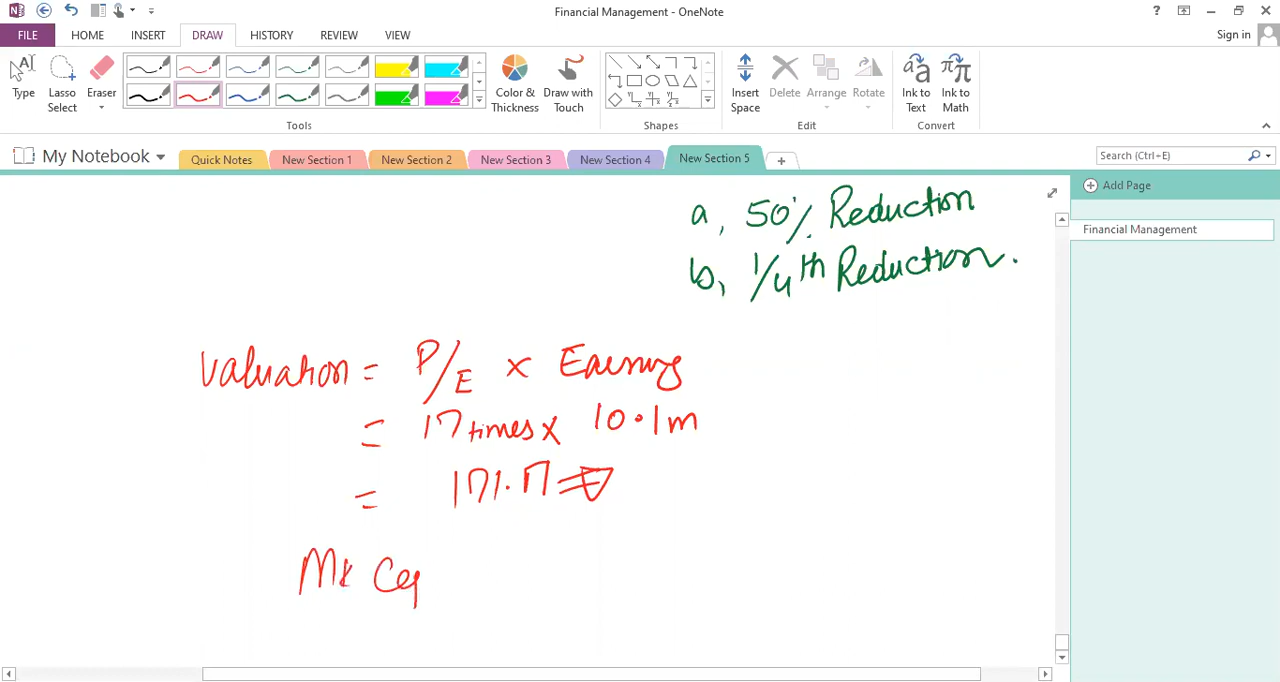 Financial Management - OneNote
?
FILE HOME INSERT DRAW HISTORY REVIEW VIEW
Sign in
Type
Lasso Select
Eraser
Color & Thickness
Draw with Touch
Insert Space
Delete
Arrange
Rotate
Ink to Text
Ink to Math
Tools
Shapes
Edit
Convert
My Notebook
Quick Notes
New Section 1
New Section 2
New Section 3
New Section 4
New Section 5
Search (Ctrl+E)
Add Page
Financial Management
a, 50% Reduction
b, 1/4th Reduction.
Valuation = P/E × Earnings
= 17 times × 10.1m
= 171.7
Mk Cap